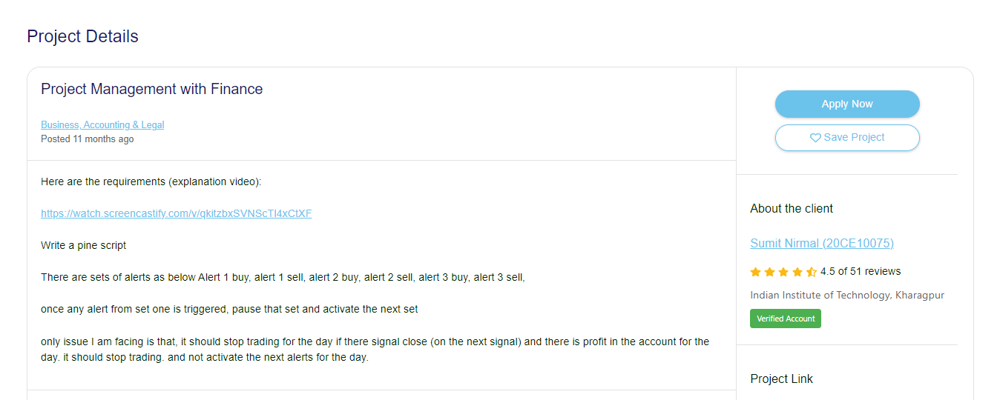 Project Details
Project Management with Finance
Business, Accounting & Legal
Posted 11 months ago
Here are the requirements (explanation video):
https://watch.screencastify.com/v/qkitzbxSVNScTI4xCtXF
Write a pine script
There are sets of alerts as below Alert 1 buy, alert 1 sell, alert 2 buy, alert 2 sell, alert 3 buy, alert 3 sell,
once any alert from set one is triggered, pause that set and activate the next set
only issue I am facing is that, it should stop trading for the day if there signal close (on the next signal) and there is profit in the account for the
day. it should stop trading. and not activate the next alerts for the day.
Apply Now
Save Project
About the client
Sumit Nirmal (20CE10075)
4.5 of 51 reviews
Indian Institute of Technology, Kharagpur
Verified Account
Project Link